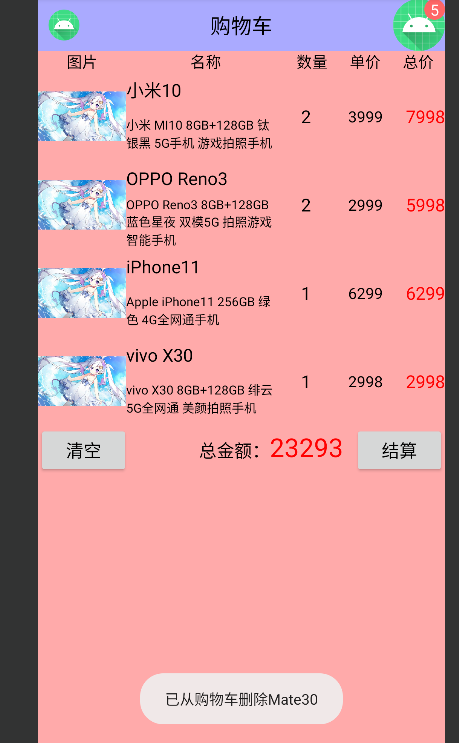 购物车
5
图片 名称 数量 单价 总价
小米10
小米 MI10 8GB+128GB 钛
银黑 5G手机 游戏拍照手机
2 3999 7998
OPPO Reno3
OPPO Reno3 8GB+128GB
蓝色星夜 双模5G 拍照游戏
智能手机
2 2999 5998
iPhone11
Apple iPhone11 256GB 绿
色 4G全网通手机
1 6299 6299
vivo X30
vivo X30 8GB+128GB 绯云
5G全网通 美颜拍照手机
1 2998 2998
清空 总金额：23293 结算
已从购物车删除Mate30